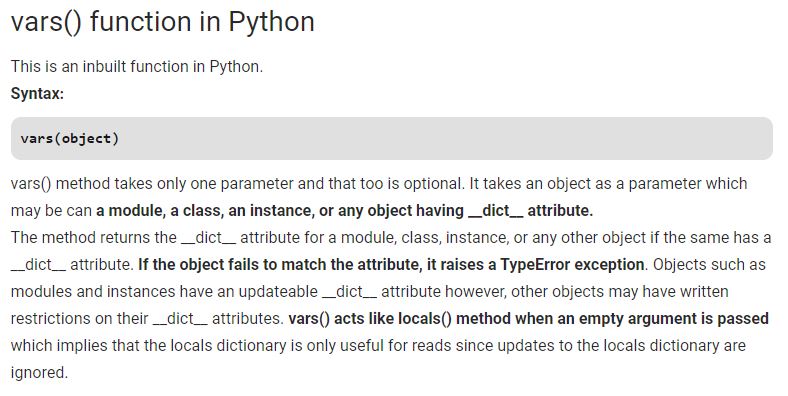 vars() function in Python
This is an inbuilt function in Python.
Syntax:
vars(object)
vars() method takes only one parameter and that too is optional. It takes an object as a parameter which
may be can a module, a class, an instance, or any object having __dict__ attribute.
The method returns the __dict__ attribute for a module, class, instance, or any other object if the same has a
__dict__ attribute. If the object fails to match the attribute, it raises a TypeError exception. Objects such as
modules and instances have an updateable __dict__ attribute however, other objects may have written
restrictions on their __dict__ attributes. vars() acts like locals() method when an empty argument is passed
which implies that the locals dictionary is only useful for reads since updates to the locals dictionary are
ignored.